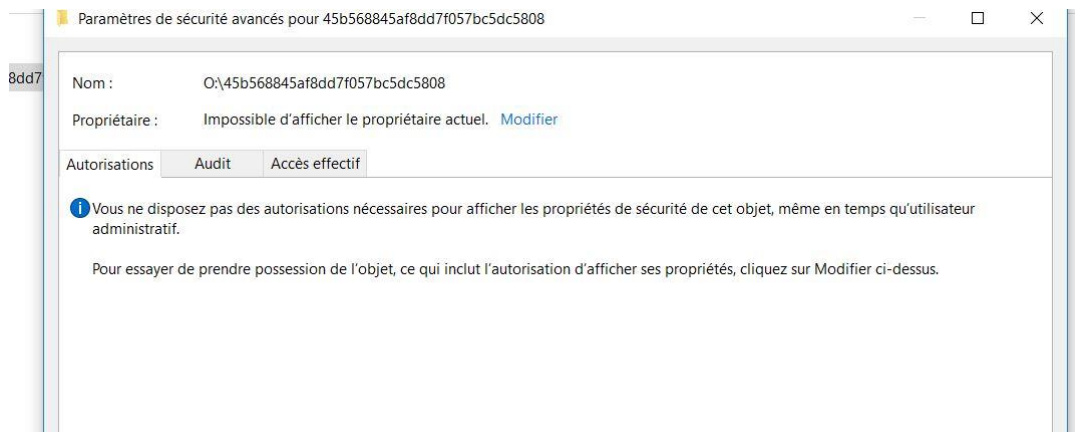 Paramètres de sécurité avancés pour 45b568845af8dd7f057bc5dc5808
8dd7
Nom : O:\45b568845af8dd7f057bc5dc5808
Propriétaire : Impossible d'afficher le propriétaire actuel. Modifier
Autorisations Audit Accès effectif
Vous ne disposez pas des autorisations nécessaires pour afficher les propriétés de sécurité de cet objet, même en temps qu'utilisateur
administratif.
Pour essayer de prendre possession de l'objet, ce qui inclut l'autorisation d'afficher ses propriétés, cliquez sur Modifier ci-dessus.